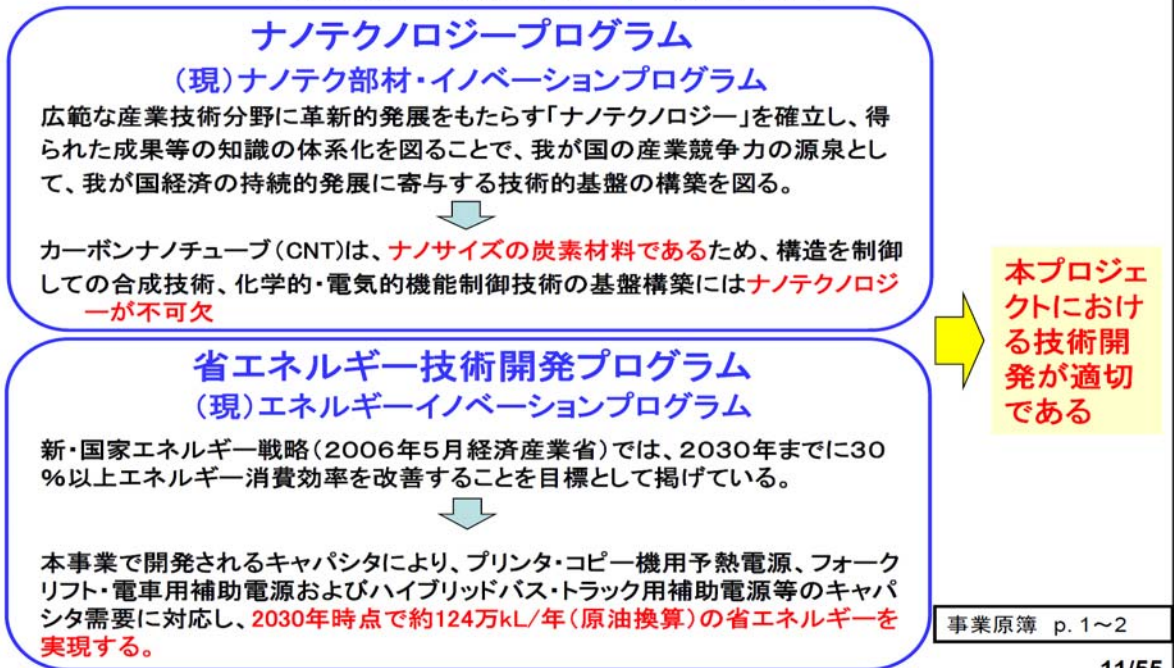 ナノテクノロジープログラム
（現）ナノテク部材・イノベーションプログラム
広範な産業技術分野に革新的発展をもたらす「ナノテクノロジー」を確立し、得
られた成果等の知識の体系化を図ることで、我が国の産業競争力の源泉とし
て、我が国経済の持続的発展に寄与する技術的基盤の構築を図る。
カーボンナノチューブ（CNT）は、ナノサイズの炭素材料であるため、構造を制御
しての合成技術、化学的・電気的機能制御技術の基盤構築にはナノテクノロジ
ーが不可欠
省エネルギー技術開発プログラム
（現）エネルギーイノベーションプログラム
新・国家エネルギー戦略（2006年5月経済産業省）では、2030年までに30
％以上エネルギー消費効率を改善することを目標として掲げている。
本事業で開発されるキャパシタにより、プリンタ・コピー機用予熱電源、フォーク
リフト・電車用補助電源およびハイブリッドバス・トラック用補助電源等のキャパ
シタ需要に対応し、2030年時点で約124万kL/年（原油換算）の省エネルギーを
実現する。
本プロジェ
クトにおけ
る技術開
発が適切
である
事業原簿 p. 1～2
11/55